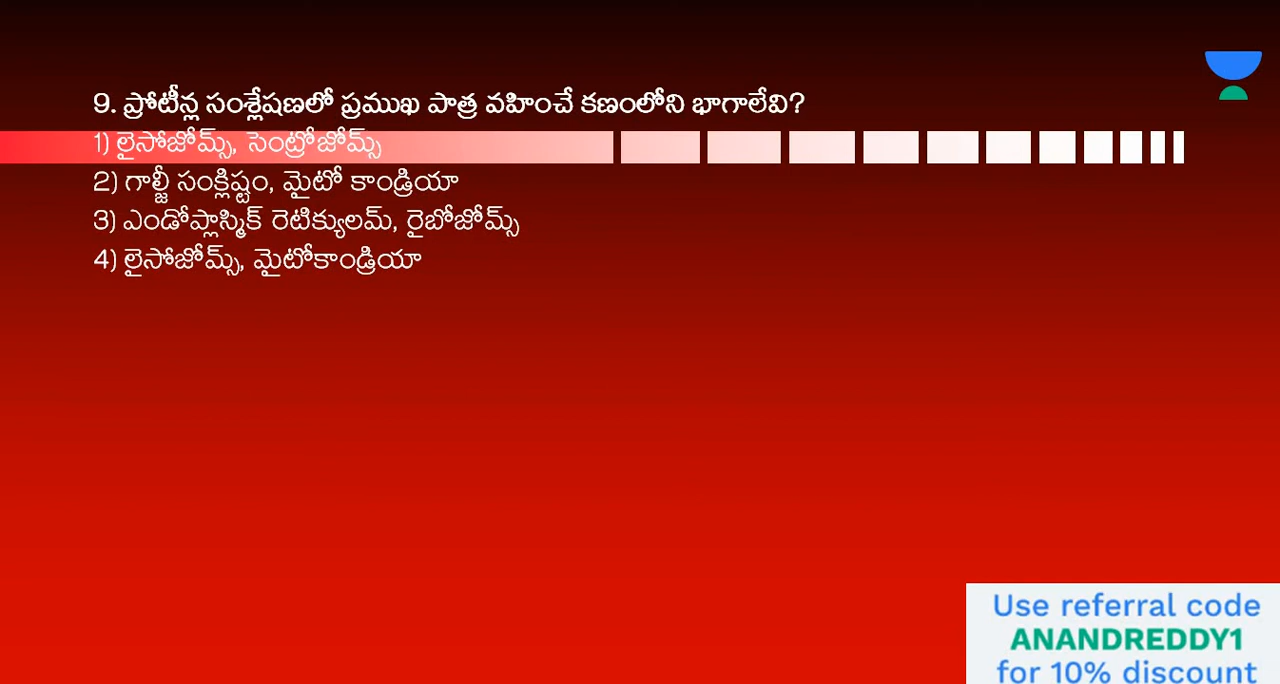 9. ప్రోటీన్ల సంశ్లేషణలో ప్రముఖ పాత్ర వహించే కణంలోని భాగాలేవి?
1) లైసోజోమ్స్, సెంట్రోజోమ్స్
2) గాల్జీ సంక్లిష్టం, మైటో కాండ్రియా
3) ఎండోప్లాస్మిక్ రెటిక్యులమ్, రైబోజోమ్స్
4) లైసోజోమ్స్, మైటోకాండ్రియా
Use referral code
ANANDREDDY1
for 10% discount